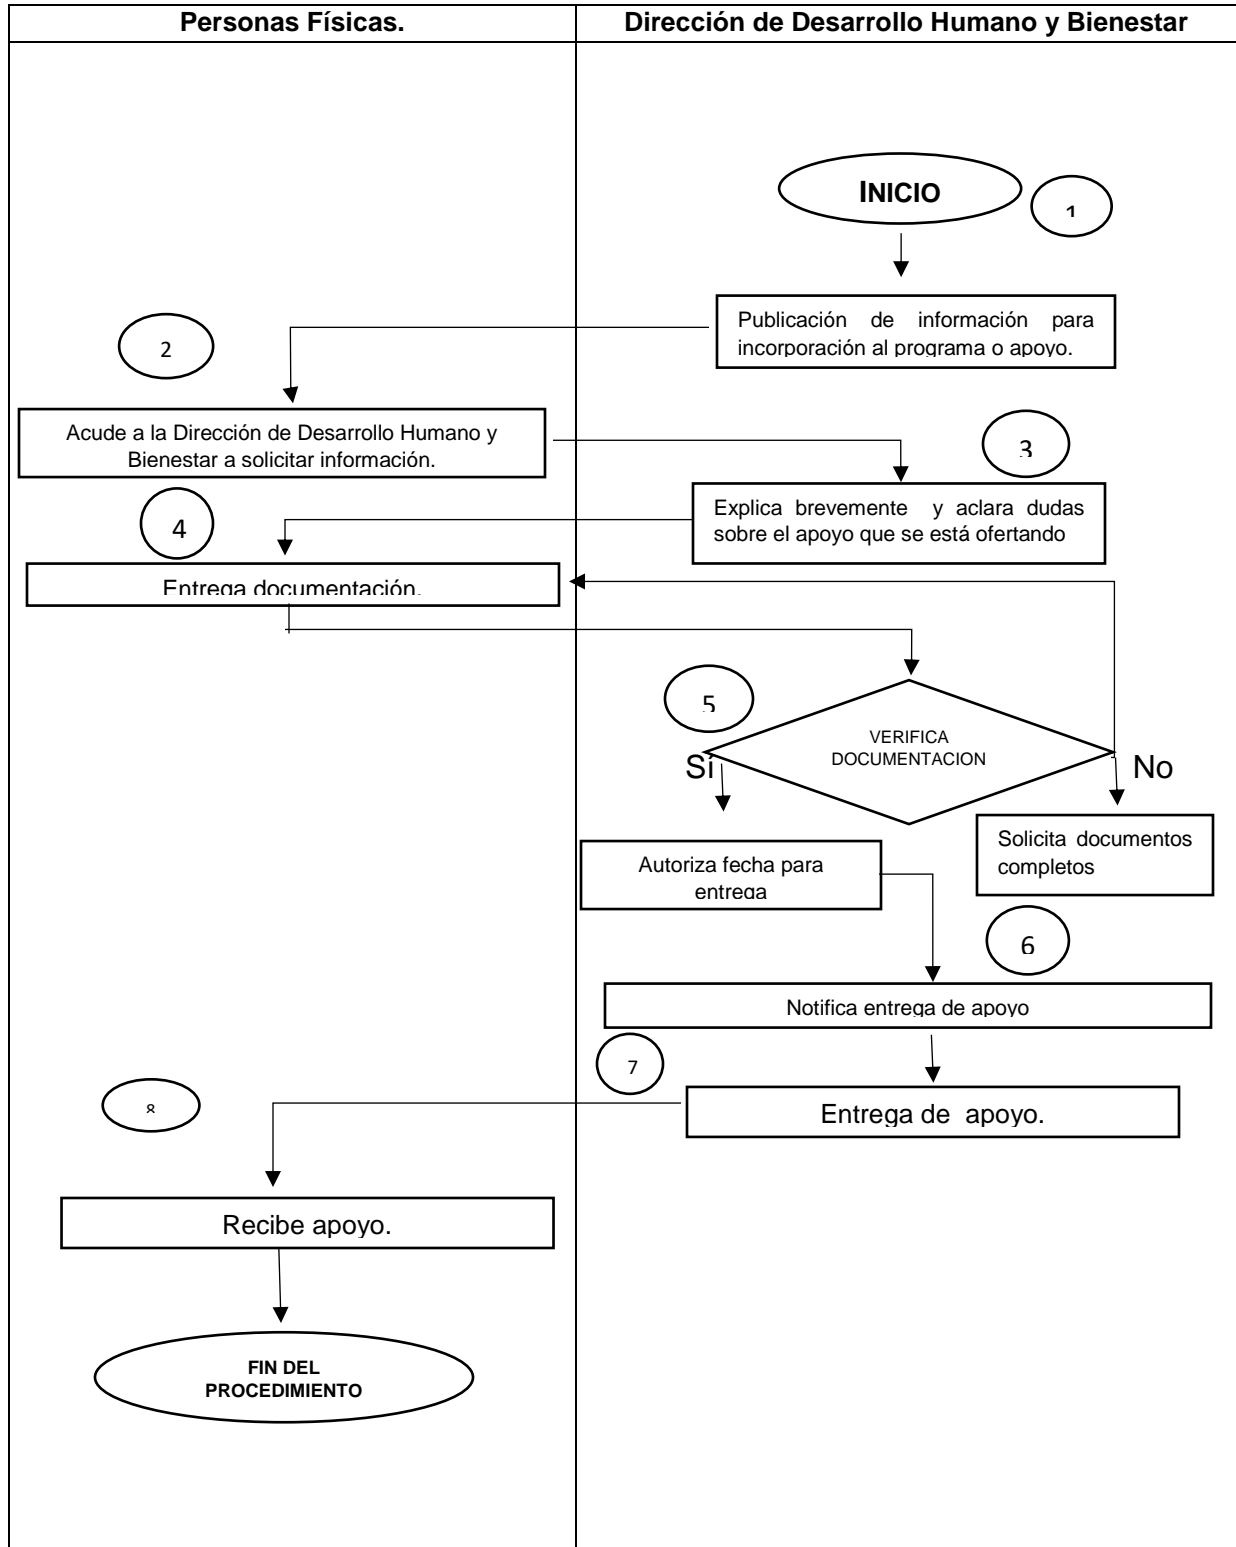 Personas Físicas.
Dirección de Desarrollo Humano y Bienestar
INICIO
1
Publicación de información para
incorporación al programa o apoyo.
2
Acude a la Dirección de Desarrollo Humano y
Bienestar a solicitar información.
3
Explica brevemente y aclara dudas
sobre el apoyo que se está ofertando
4
Entrega documentación.
5
VERIFICA
DOCUMENTACION
Sí
No
Solicita documentos
completos
Autoriza fecha para
entrega
6
Notifica entrega de apoyo
7
Entrega de apoyo.
8
Recibe apoyo.
FIN DEL
PROCEDIMIENTO